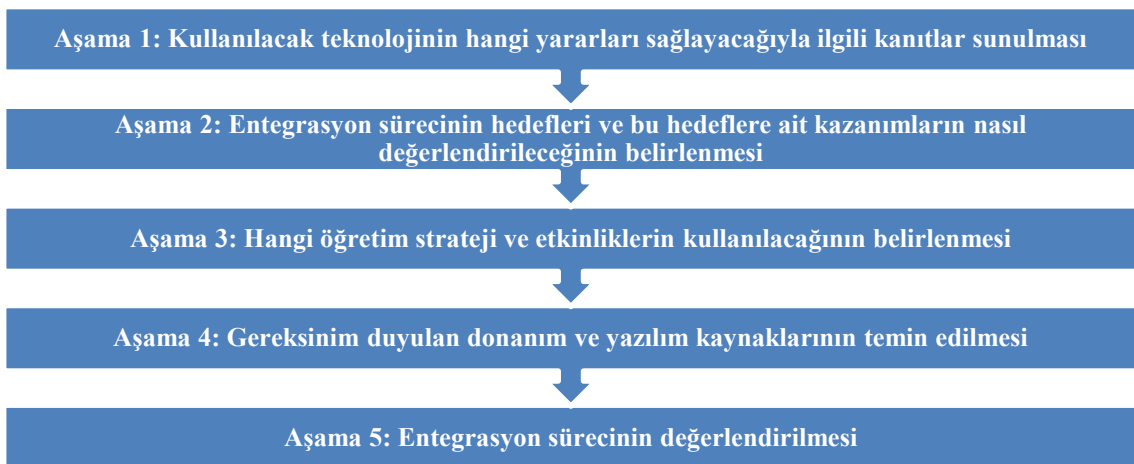 Aşama 1: Kullanılacak teknolojinin hangi yararları sağlayacağıyla ilgili kanıtlar sunulması
Aşama 2: Entegrasyon sürecinin hedefleri ve bu hedeflere ait kazanımların nasıl
değerlendirileceğinin belirlenmesi
Aşama 3: Hangi öğretim strateji ve etkinliklerin kullanılacağının belirlenmesi
Aşama 4: Gereksinim duyulan donanım ve yazılım kaynaklarının temin edilmesi
Aşama 5: Entegrasyon sürecinin değerlendirilmesi